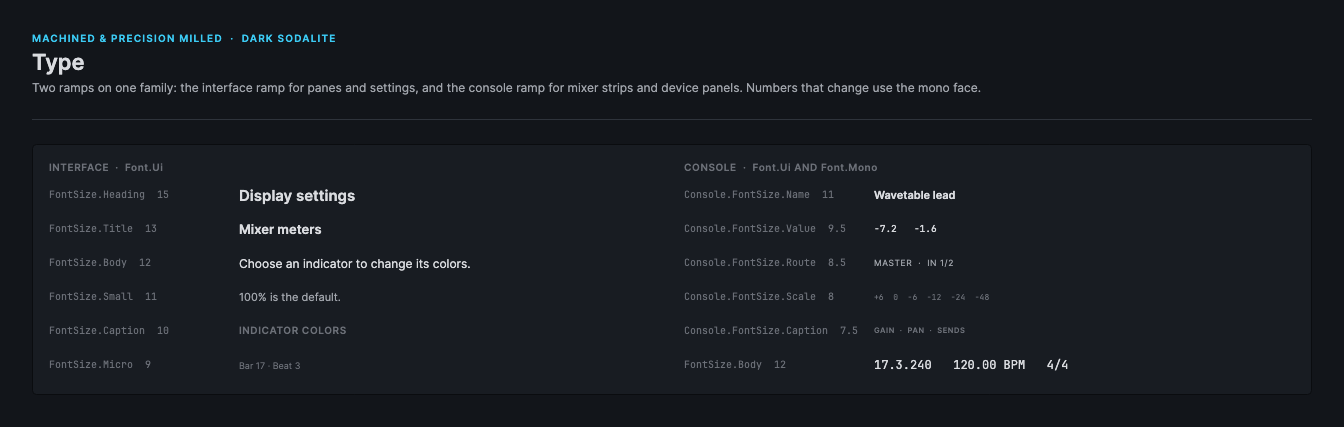 MACHINED & PRECISION MILLED · DARK SODALITE
Type
Two ramps on one family: the interface ramp for panes and settings, and the console ramp for mixer strips and device panels. Numbers that change use the mono face.
INTERFACE · Font.Ui
FontSize.Heading 15 Display settings
FontSize.Title 13 Mixer meters
FontSize.Body 12 Choose an indicator to change its colors.
FontSize.Small 11 100% is the default.
FontSize.Caption 10 INDICATOR COLORS
FontSize.Micro 9 Bar 17 · Beat 3
CONSOLE · Font.Ui AND Font.Mono
Console.FontSize.Name 11 Wavetable lead
Console.FontSize.Value 9.5 -7.2 -1.6
Console.FontSize.Route 8.5 MASTER · IN 1/2
Console.FontSize.Scale 8 +6 0 -6 -12 -24 -48
Console.FontSize.Caption 7.5 GAIN · PAN · SENDS
FontSize.Body 12 17.3.240 120.00 BPM 4/4